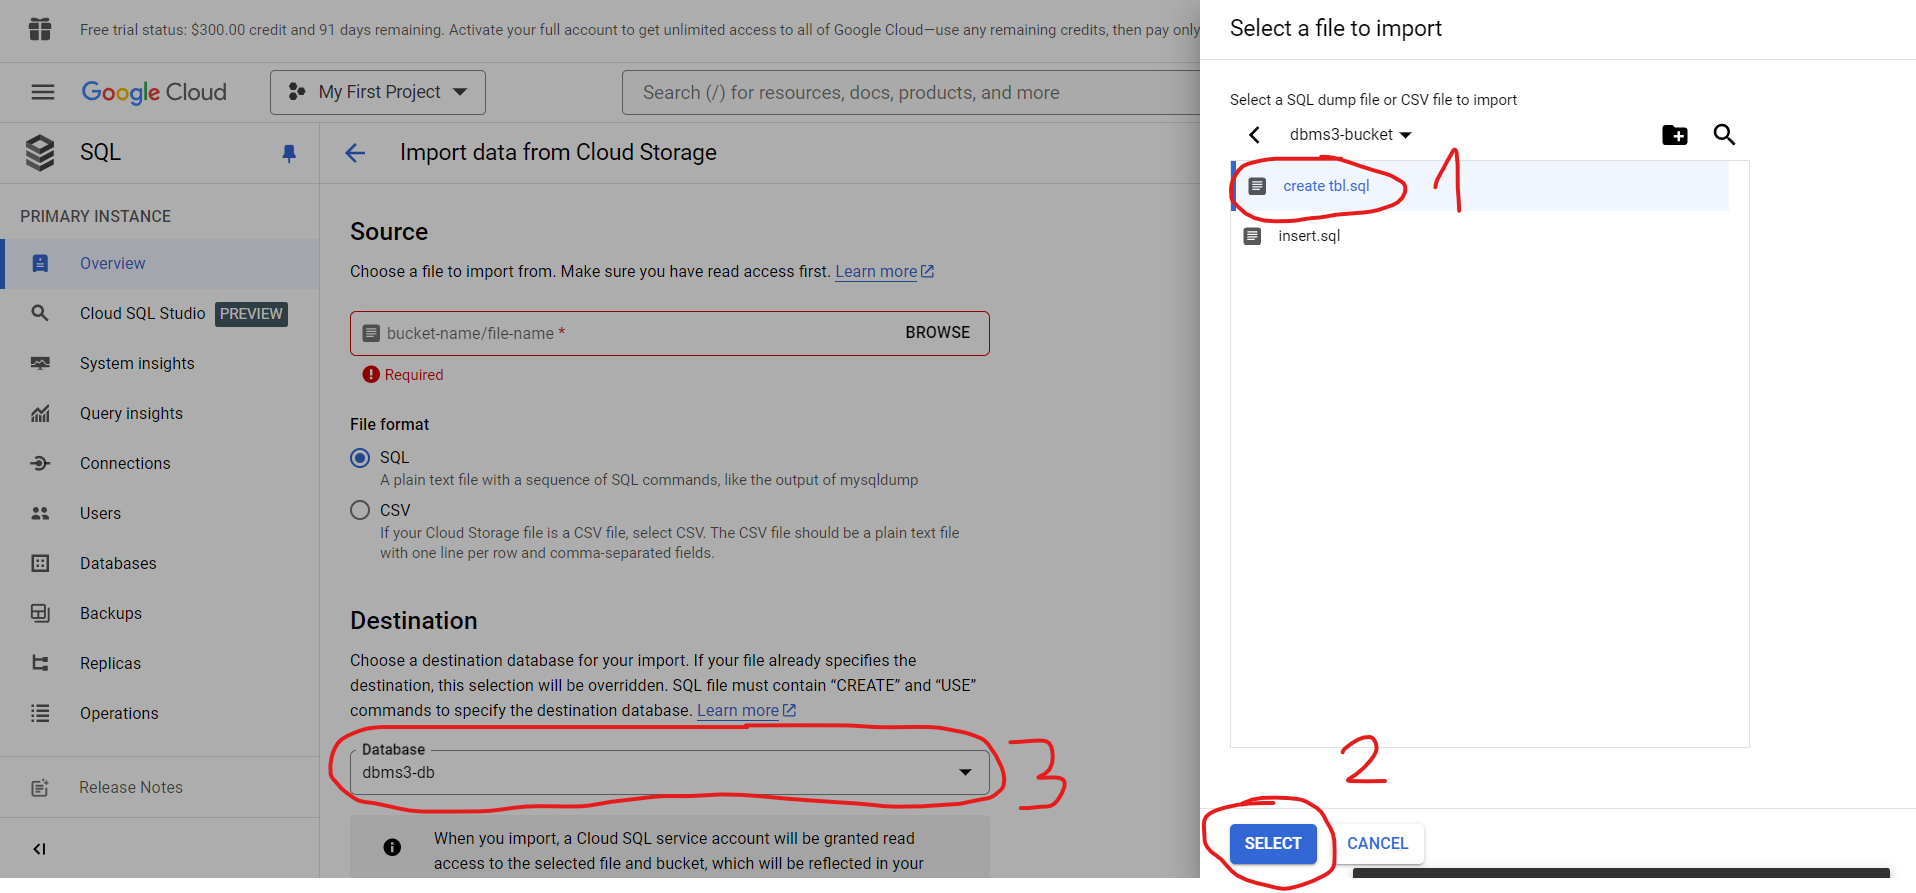 Free trial status: $300.00 credit and 91 days remaining. Activate your full account to get unlimited access to all of Google Cloud—use any remaining credits, then pay only
Google Cloud
My First Project
Search (/) for resources, docs, products, and more
SQL
Import data from Cloud Storage
PRIMARY INSTANCE
Overview
Cloud SQL Studio PREVIEW
System insights
Query insights
Connections
Users
Databases
Backups
Replicas
Operations
Release Notes
Source
Choose a file to import from. Make sure you have read access first. Learn more
bucket-name/file-name *
BROWSE
Required
File format
SQL
A plain text file with a sequence of SQL commands, like the output of mysqldump
CSV
If your Cloud Storage file is a CSV file, select CSV. The CSV file should be a plain text file
with one line per row and comma-separated fields.
Destination
Choose a destination database for your import. If your file already specifies the
destination, this selection will be overridden. SQL file must contain “CREATE” and “USE”
commands to specify the destination database. Learn more
Database
dbms3-db
3
When you import, a Cloud SQL service account will be granted read
access to the selected file and bucket, which will be reflected in your
Select a file to import
Select a SQL dump file or CSV file to import
dbms3-bucket
create tbl.sql
1
insert.sql
2
SELECT
CANCEL